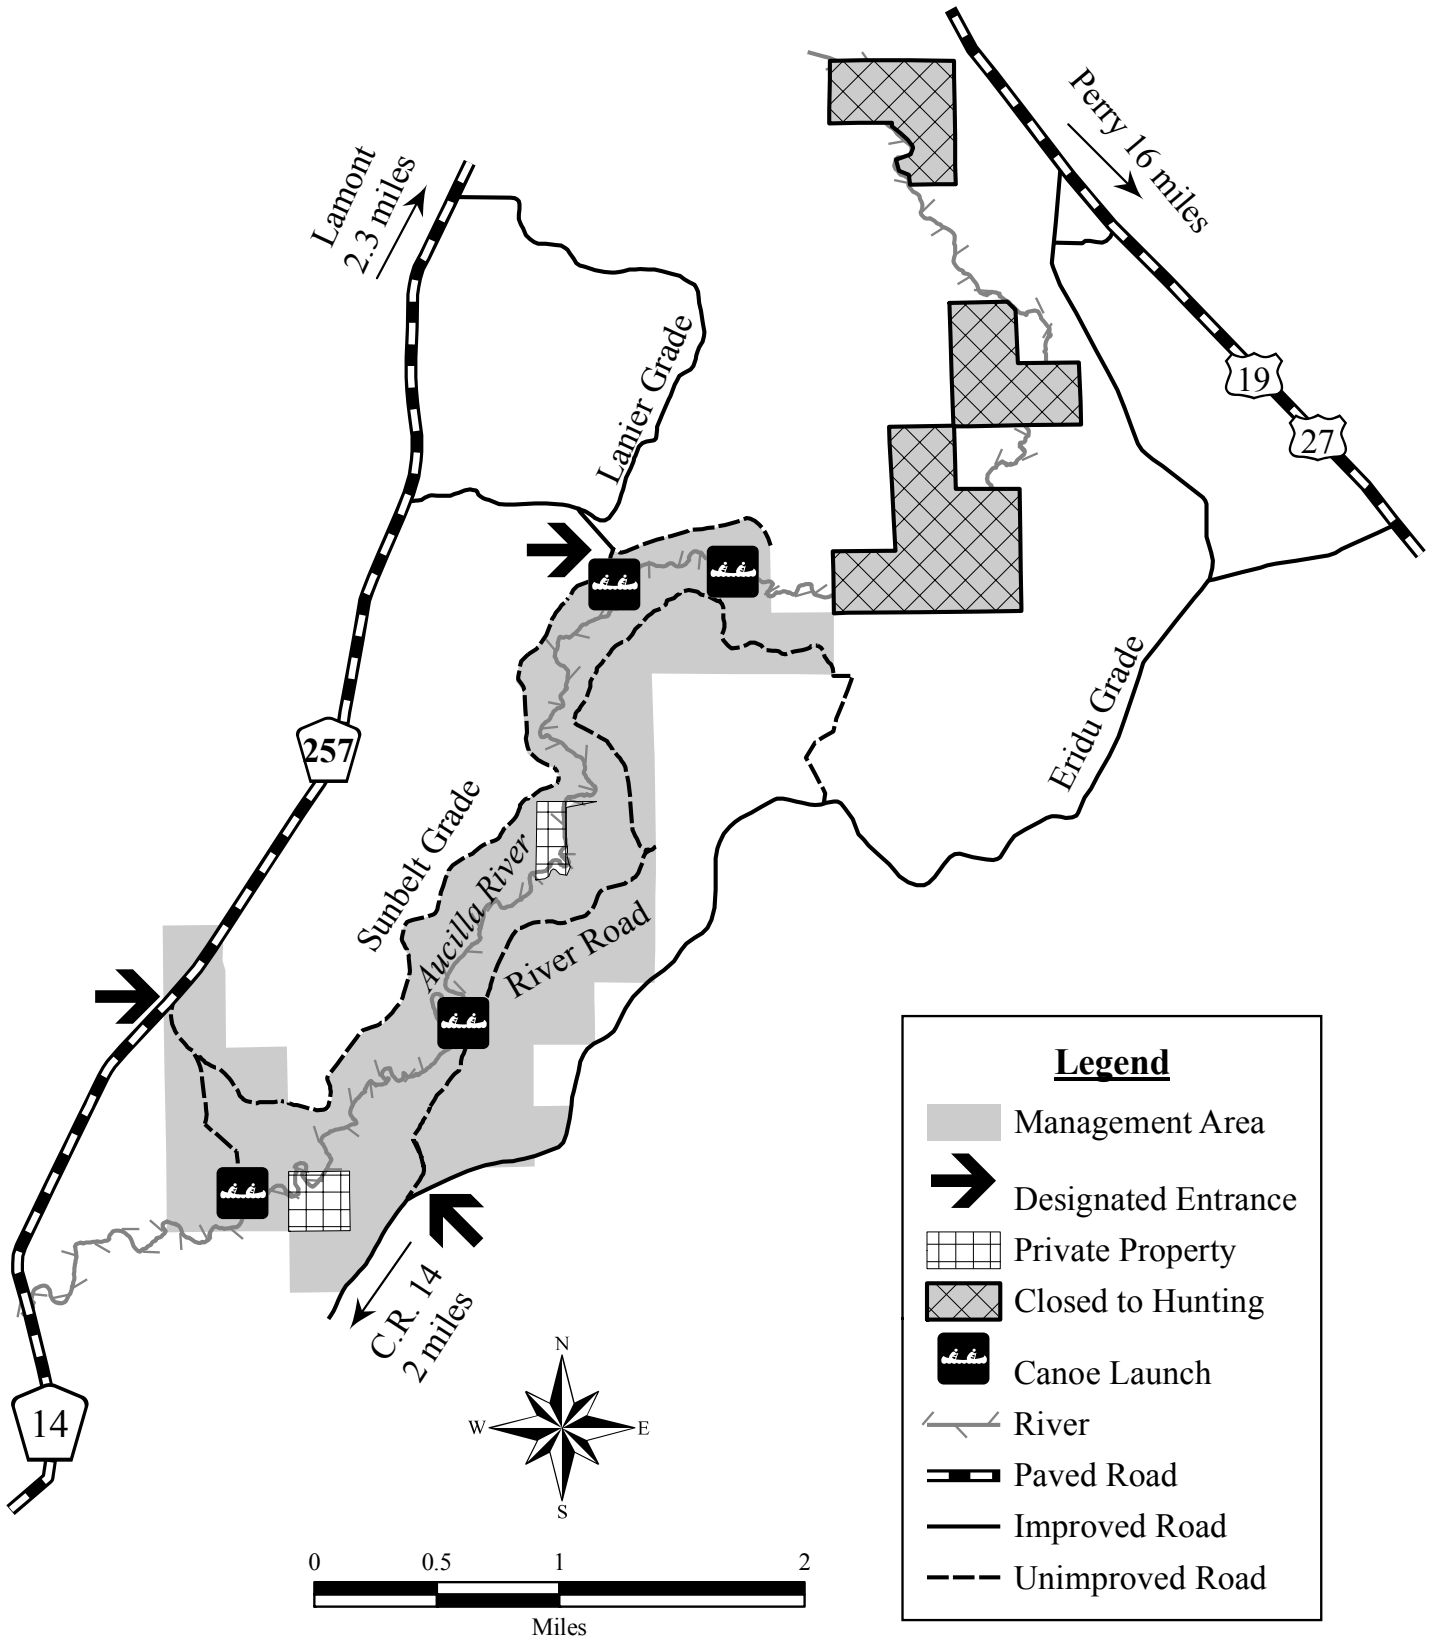 Perry 16 miles
Lamont
2.3 miles
Lanier Grade
19
27
257
Eridu Grade
Sunbelt Grade
Aucilla River
River Road
C.R. 14
2 miles
14
N
W
E
S
0 0.5 1 2
Miles
Legend
Management Area
Designated Entrance
Private Property
Closed to Hunting
Canoe Launch
River
Paved Road
Improved Road
Unimproved Road